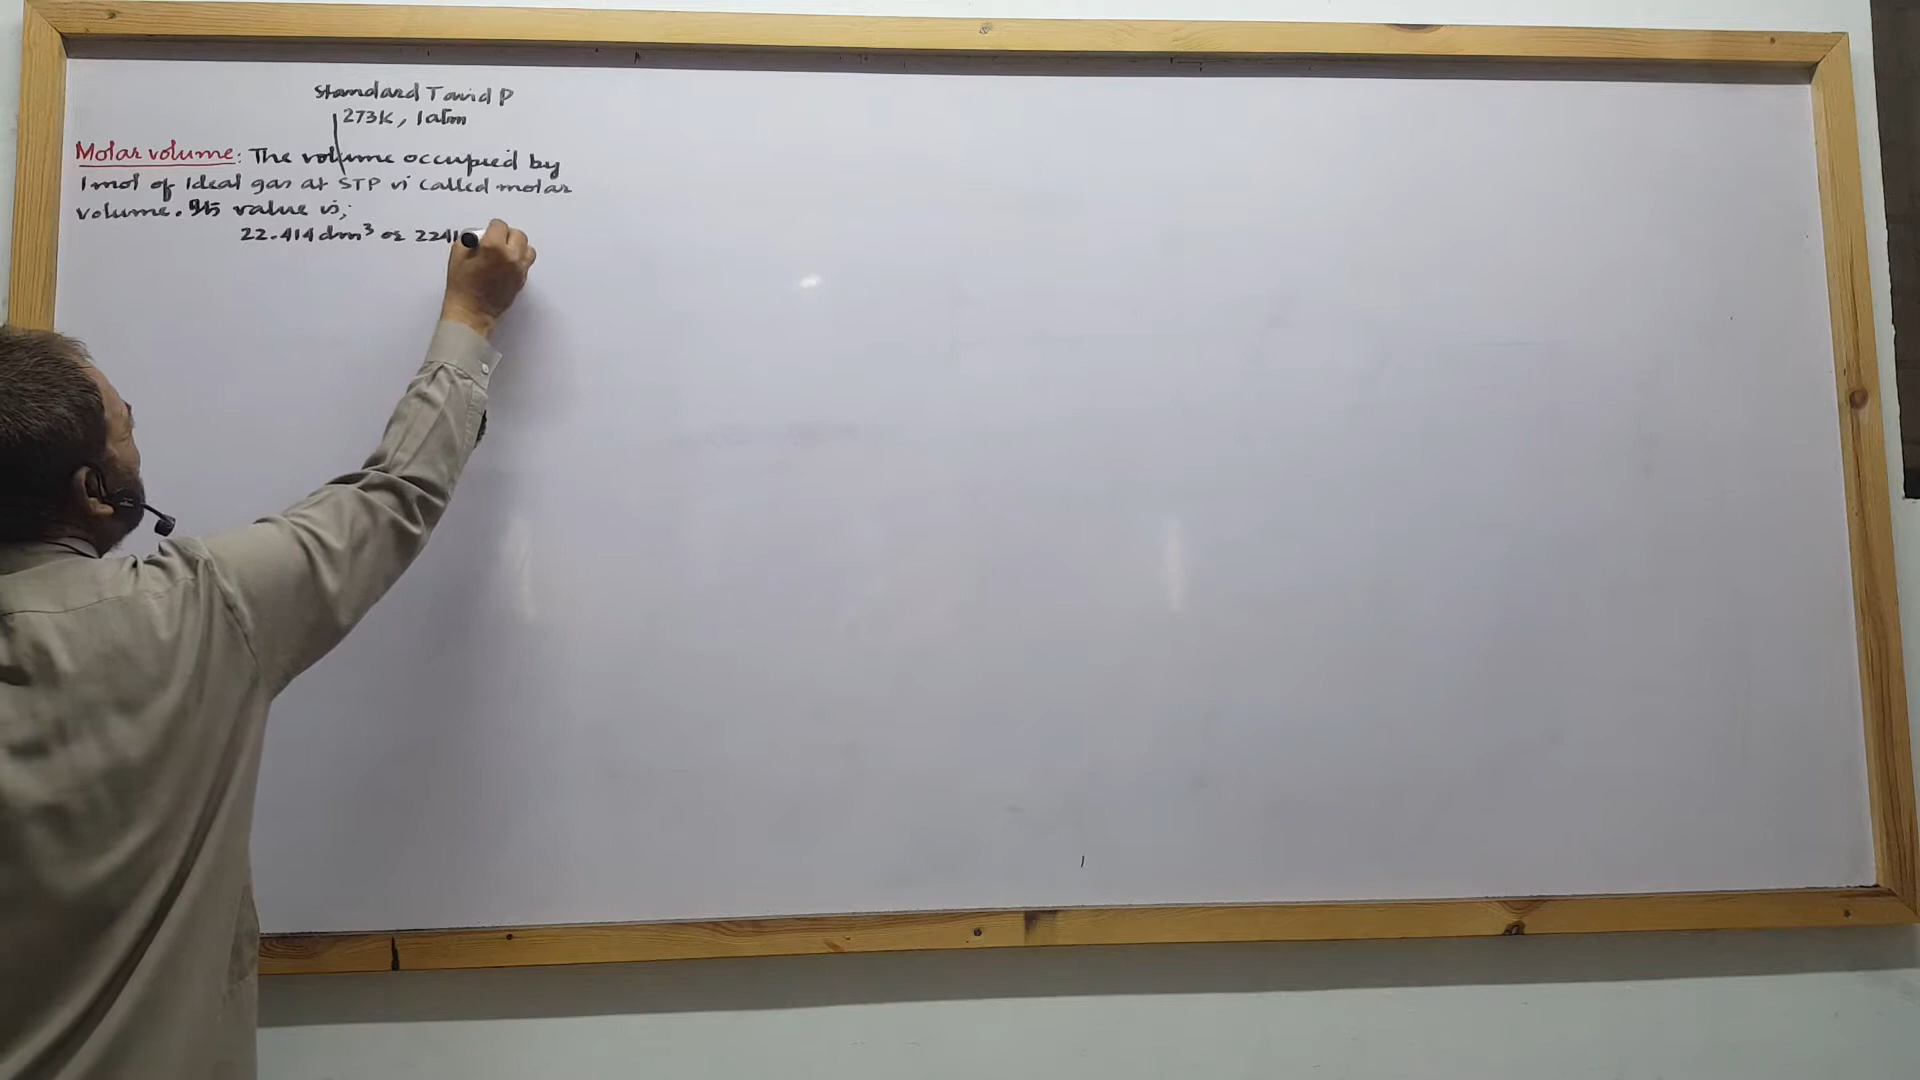 Standard T and P
273K, 1atm
Molar volume: The volume occupied by
1mol of Ideal gas at STP is called molar
volume. Its value is;
22.414 dm³ or 2241